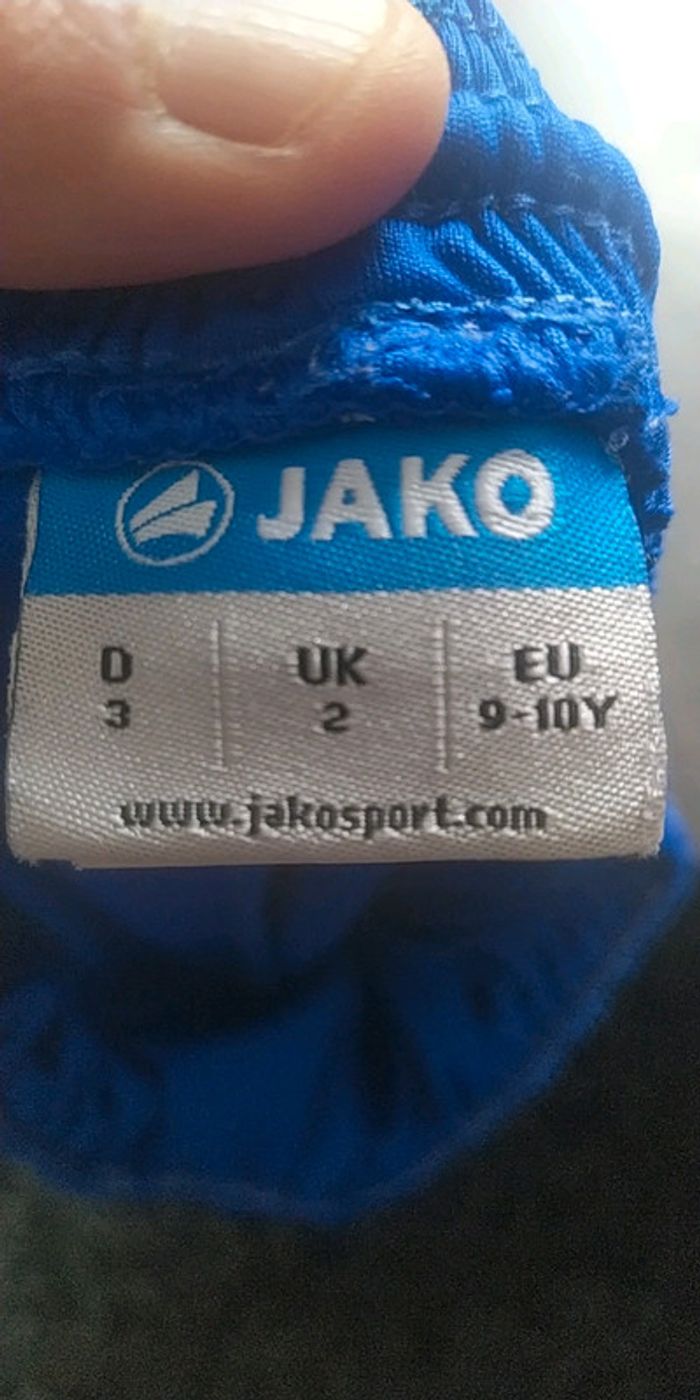 JAKO
D UK EU
3 2 9-10Y
www.jakosport.com